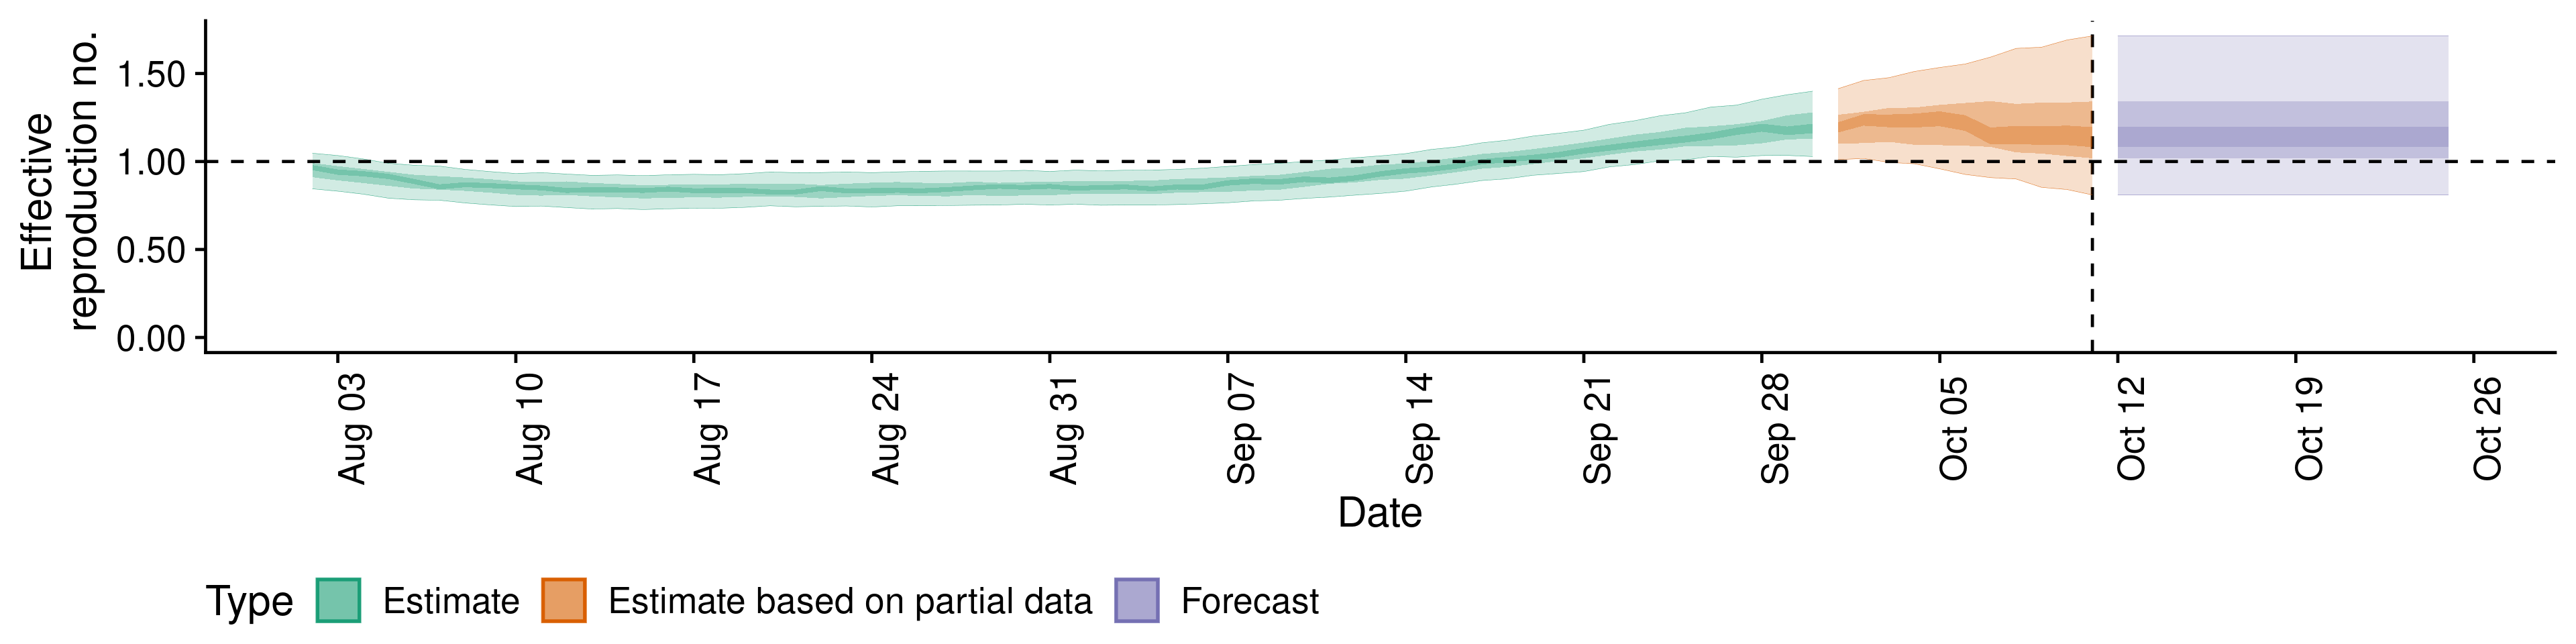 Effective
reproduction no.
1.50
1.00
0.50
0.00
Aug 03
Aug 10
Aug 17
Aug 24
Aug 31
Sep 07
Sep 14
Sep 21
Sep 28
Oct 05
Oct 12
Oct 19
Oct 26
Date
Type Estimate Estimate based on partial data Forecast